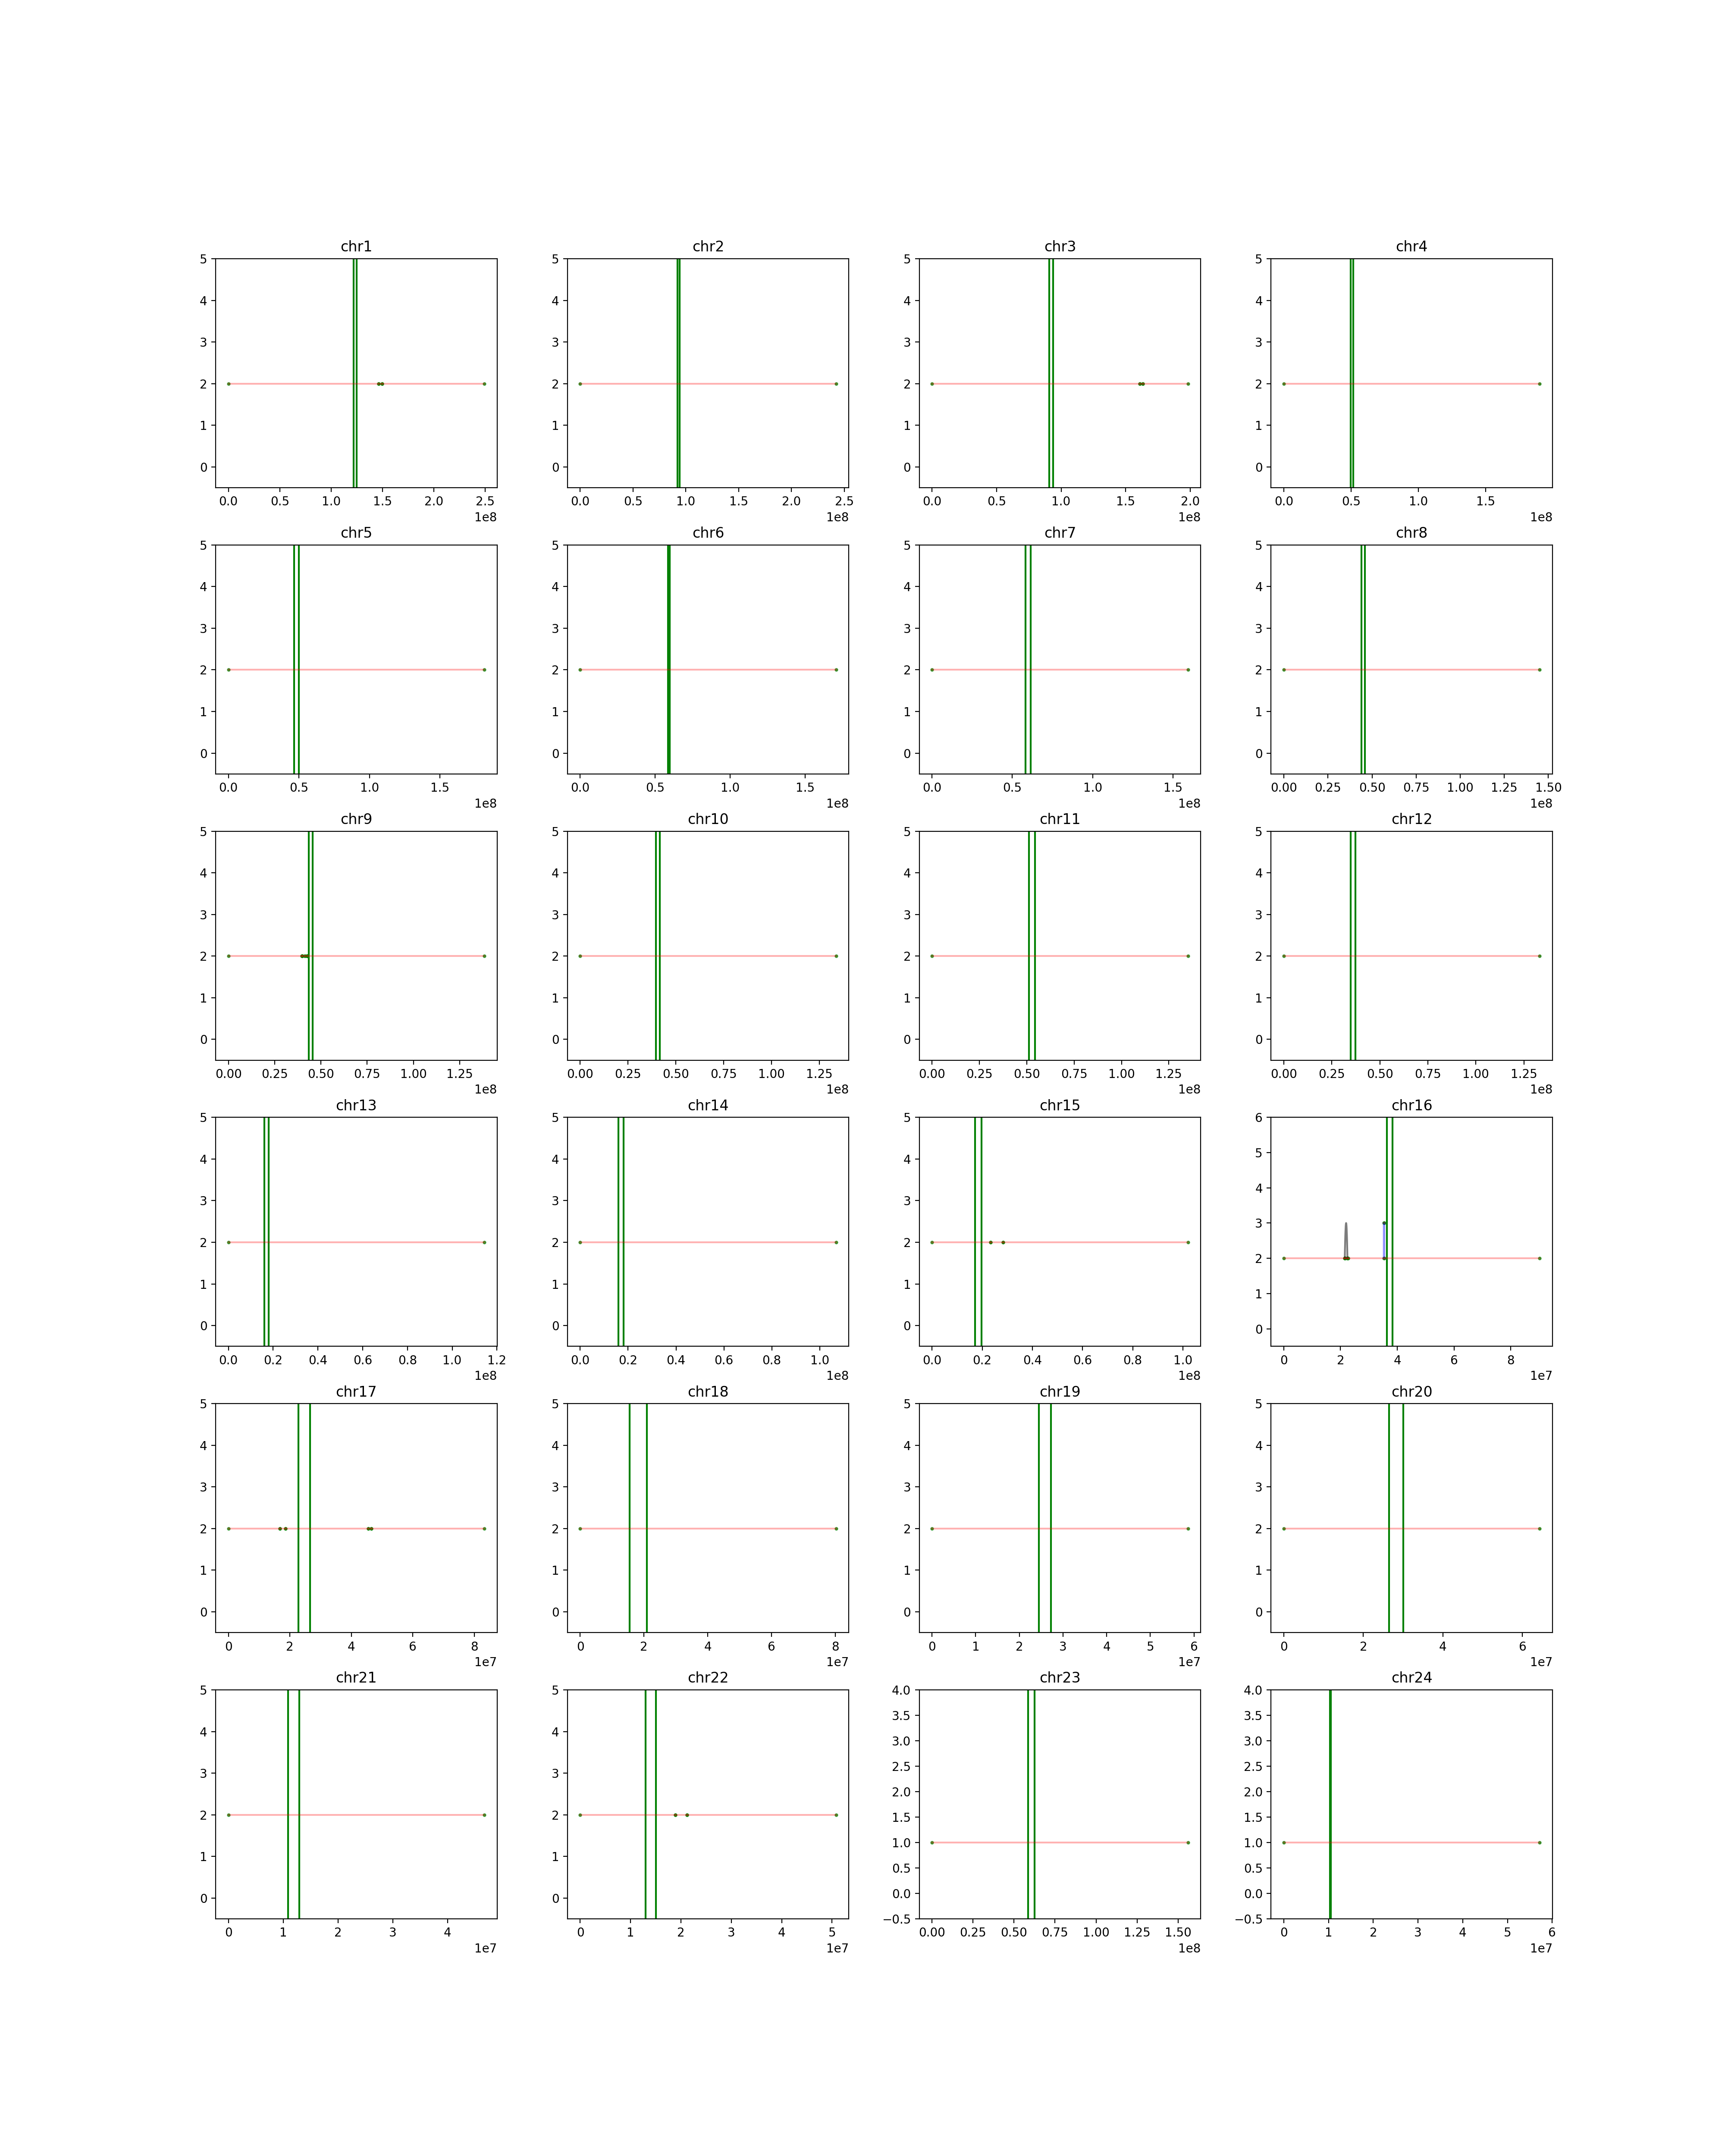 chr1 chr2 chr3 chr4
5 5 5 5
4 4 4 4
3 3 3 3
2 2 2 2
1 1 1 1
0 0 0 0
0.0 0.5 1.0 1.5 2.0 2.5 0.0 0.5 1.0 1.5 2.0 2.5 0.0 0.5 1.0 1.5 2.0 0.0 0.5 1.0 1.5
1e8 1e8 1e8 1e8
chr5 chr6 chr7 chr8
5 5 5 5
4 4 4 4
3 3 3 3
2 2 2 2
1 1 1 1
0 0 0 0
0.0 0.5 1.0 1.5 0.0 0.5 1.0 1.5 0.0 0.5 1.0 1.5 0.00 0.25 0.50 0.75 1.00 1.25 1.50
1e8 1e8 1e8 1e8
chr9 chr10 chr11 chr12
5 5 5 5
4 4 4 4
3 3 3 3
2 2 2 2
1 1 1 1
0 0 0 0
0.00 0.25 0.50 0.75 1.00 1.25 0.00 0.25 0.50 0.75 1.00 1.25 0.00 0.25 0.50 0.75 1.00 1.25 0.00 0.25 0.50 0.75 1.00 1.25
1e8 1e8 1e8 1e8
chr13 chr14 chr15 chr16
5 5 5 6
5
4 4 4
4
3 3 3
3
2 2 2
2
1 1 1 1
0 0 0 0
0.0 0.2 0.4 0.6 0.8 1.0 1.2 0.0 0.2 0.4 0.6 0.8 1.0 0.0 0.2 0.4 0.6 0.8 1.0 0 2 4 6 8
1e8 1e8 1e8 1e7
chr17 chr18 chr19 chr20
5 5 5 5
4 4 4 4
3 3 3 3
2 2 2 2
1 1 1 1
0 0 0 0
0 2 4 6 8 0 2 4 6 8 0 1 2 3 4 5 6 0 2 4 6
1e7 1e7 1e7 1e7
chr21 chr22 chr23 chr24
5 5 4.0 4.0
3.5 3.5
4 4
3.0 3.0
2.5 2.5
3 3
2.0 2.0
2 2 1.5 1.5
1.0 1.0
1 1
0.5 0.5
0 0 0.0 0.0
−0.5 −0.5
0 1 2 3 4 0 1 2 3 4 5 0.00 0.25 0.50 0.75 1.00 1.25 1.50 0 1 2 3 4 5 6
1e7 1e7 1e8 1e7